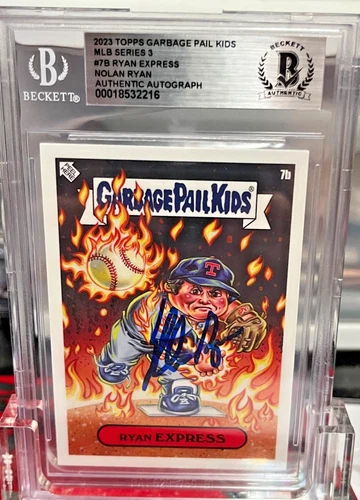 2023 TOPPS GARBAGE PAIL KIDS
MLB SERIES 3
#7B RYAN EXPRESS
NOLAN RYAN
AUTHENTIC AUTOGRAPH
00018532216
B
BECKETT
BECKETT
B
AUTHENTIC
7b
GARBAGE PAIL KIDS
T
RYAN EXPRESS